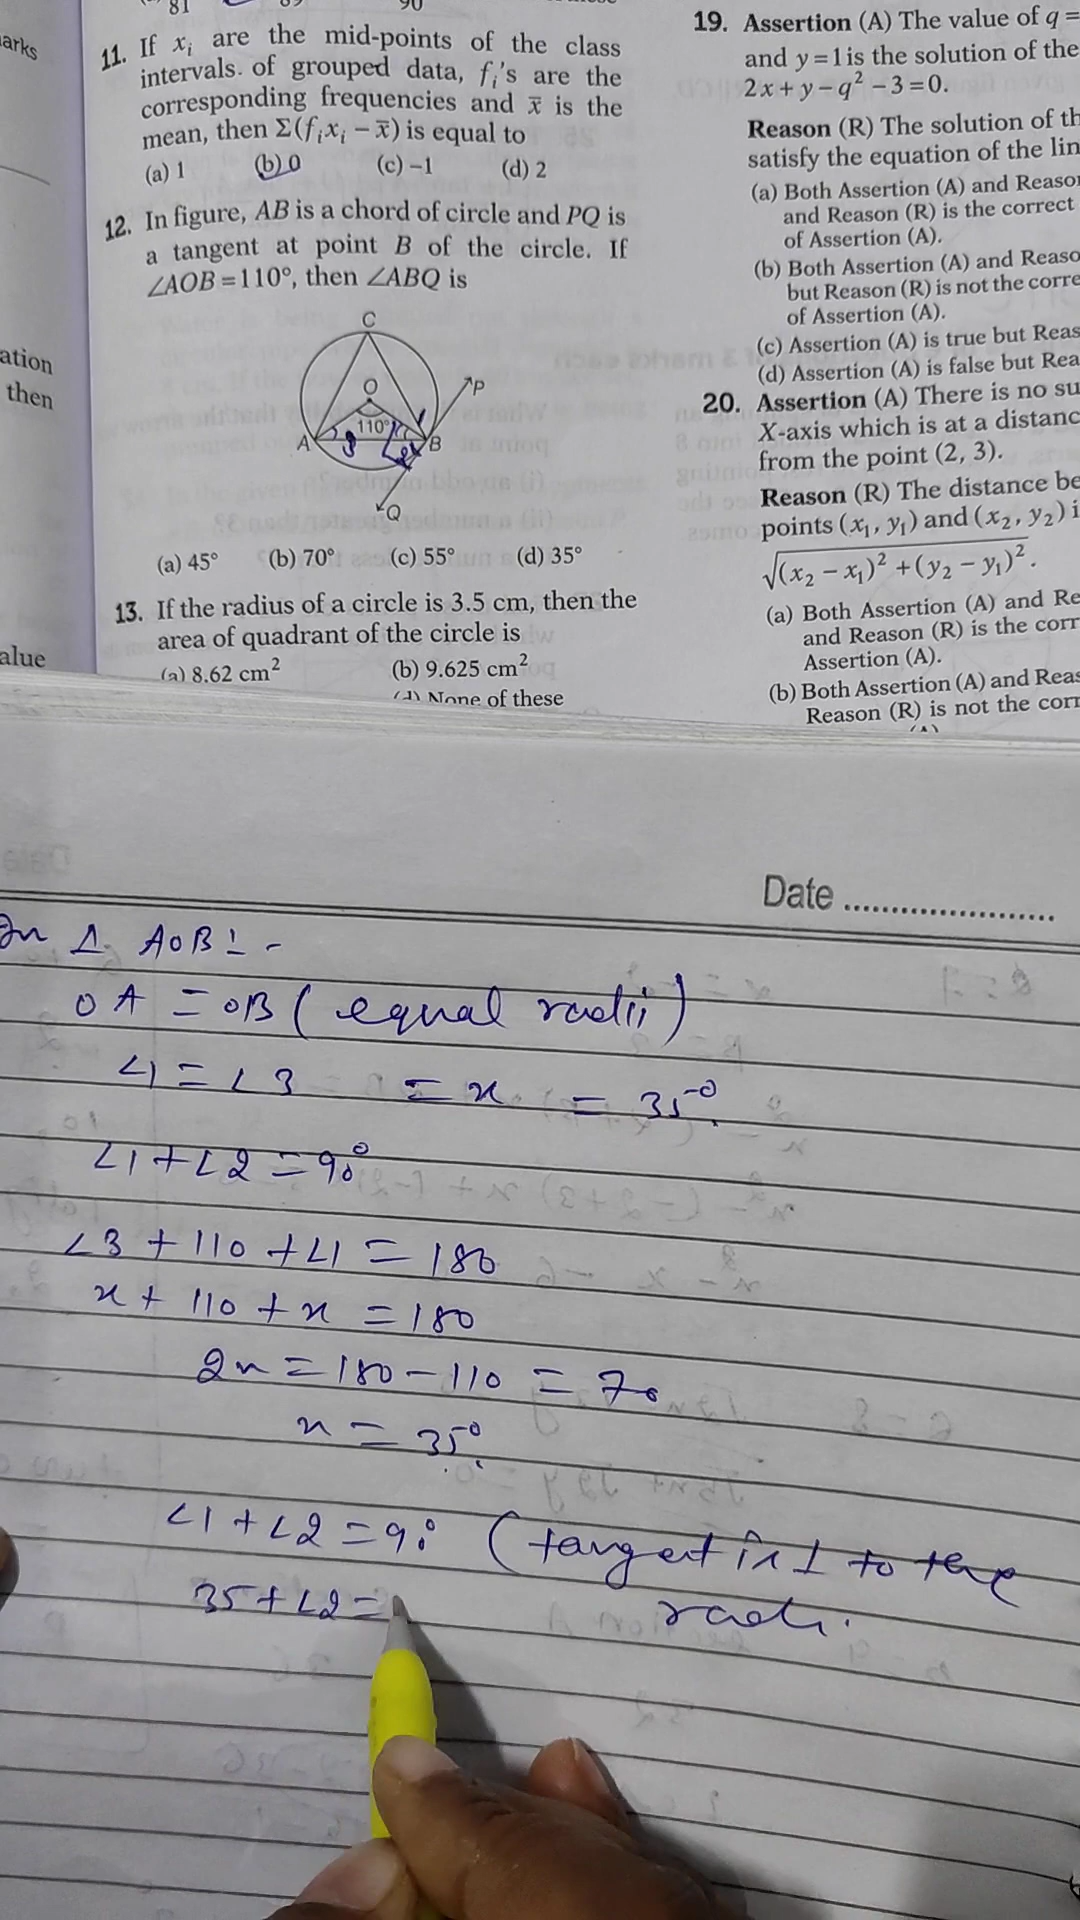 81 89 90
arks
ation
then
alue
11. If xᵢ are the mid-points of the class
intervals. of grouped data, fᵢ's are the
corresponding frequencies and x̄ is the
mean, then Σ(fᵢxᵢ – x̄) is equal to
(a) 1 (b) 0 (c) –1 (d) 2
12. In figure, AB is a chord of circle and PQ is
a tangent at point B of the circle. If
∠AOB = 110°, then ∠ABQ is
C
O
P
110°
A
B
Q
(a) 45° (b) 70° (c) 55° (d) 35°
13. If the radius of a circle is 3.5 cm, then the
area of quadrant of the circle is
(a) 8.62 cm² (b) 9.625 cm²
(d) None of these
19. Assertion (A) The value of q =
and y = 1 is the solution of the
2x + y – q² – 3 = 0.
Reason (R) The solution of th
satisfy the equation of the lin
(a) Both Assertion (A) and Reason
and Reason (R) is the correct
of Assertion (A).
(b) Both Assertion (A) and Reaso
but Reason (R) is not the corre
of Assertion (A).
(c) Assertion (A) is true but Reas
(d) Assertion (A) is false but Rea
20. Assertion (A) There is no su
X-axis which is at a distanc
from the point (2, 3).
Reason (R) The distance be
points (x₁, y₁) and (x₂, y₂) i
√(x₂ – x₁)² + (y₂ – y₁)².
(a) Both Assertion (A) and Re
and Reason (R) is the corr
Assertion (A).
(b) Both Assertion (A) and Reas
Reason (R) is not the corr
Date
In Δ AOB :-
OA = OB (equal radii)
∠1 = ∠3 = x = 35°
∠1 + ∠2 = 90°
∠3 + 110 + ∠1 = 180
x + 110 + x = 180
2x = 180 – 110 = 70
x = 35°
∠1 + ∠2 = 90 (tangent is ⊥ to the
radi.
35 + ∠2 =